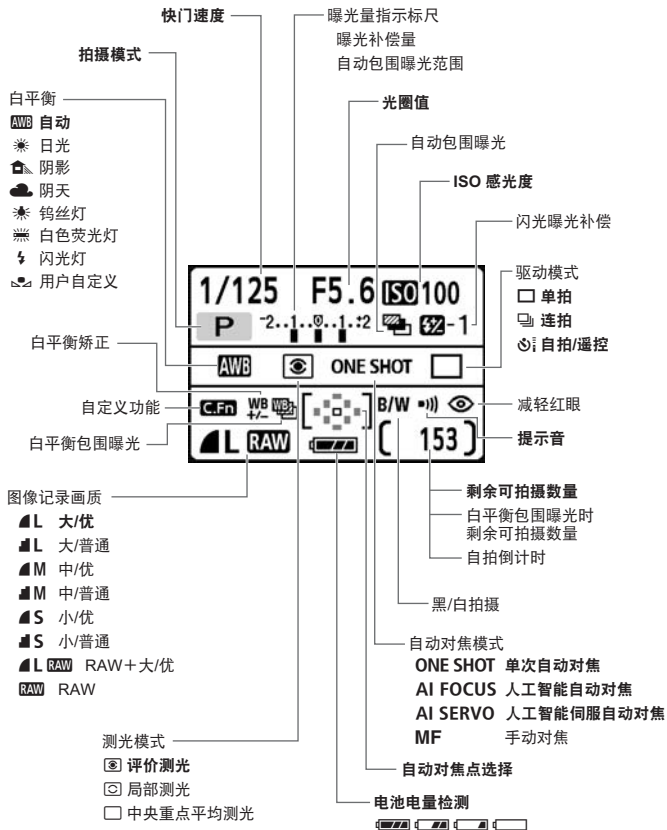 快门速度
曝光量指示标尺
曝光补偿量
自动包围曝光范围
拍摄模式
光圈值
白平衡
AWB 自动
日光
阴影
阴天
钨丝灯
白色荧光灯
闪光灯
用户自定义
自动包围曝光
ISO 感光度
闪光曝光补偿
驱动模式
单拍
连拍
自拍/遥控
1/125 F5.6 ISO 100
P -2..1..0..1.:2 -1
AWB ONE SHOT
C.Fn WB +/- WB B/W
L RAW [ 153 ]
白平衡矫正
自定义功能
白平衡包围曝光
减轻红眼
提示音
图像记录画质
L 大/优
L 大/普通
M 中/优
M 中/普通
S 小/优
S 小/普通
L RAW RAW+大/优
RAW RAW
剩余可拍摄数量
白平衡包围曝光时
剩余可拍摄数量
自拍倒计时
黑/白拍摄
自动对焦模式
ONE SHOT 单次自动对焦
AI FOCUS 人工智能自动对焦
AI SERVO 人工智能伺服自动对焦
MF 手动对焦
测光模式
评价测光
局部测光
中央重点平均测光
自动对焦点选择
电池电量检测